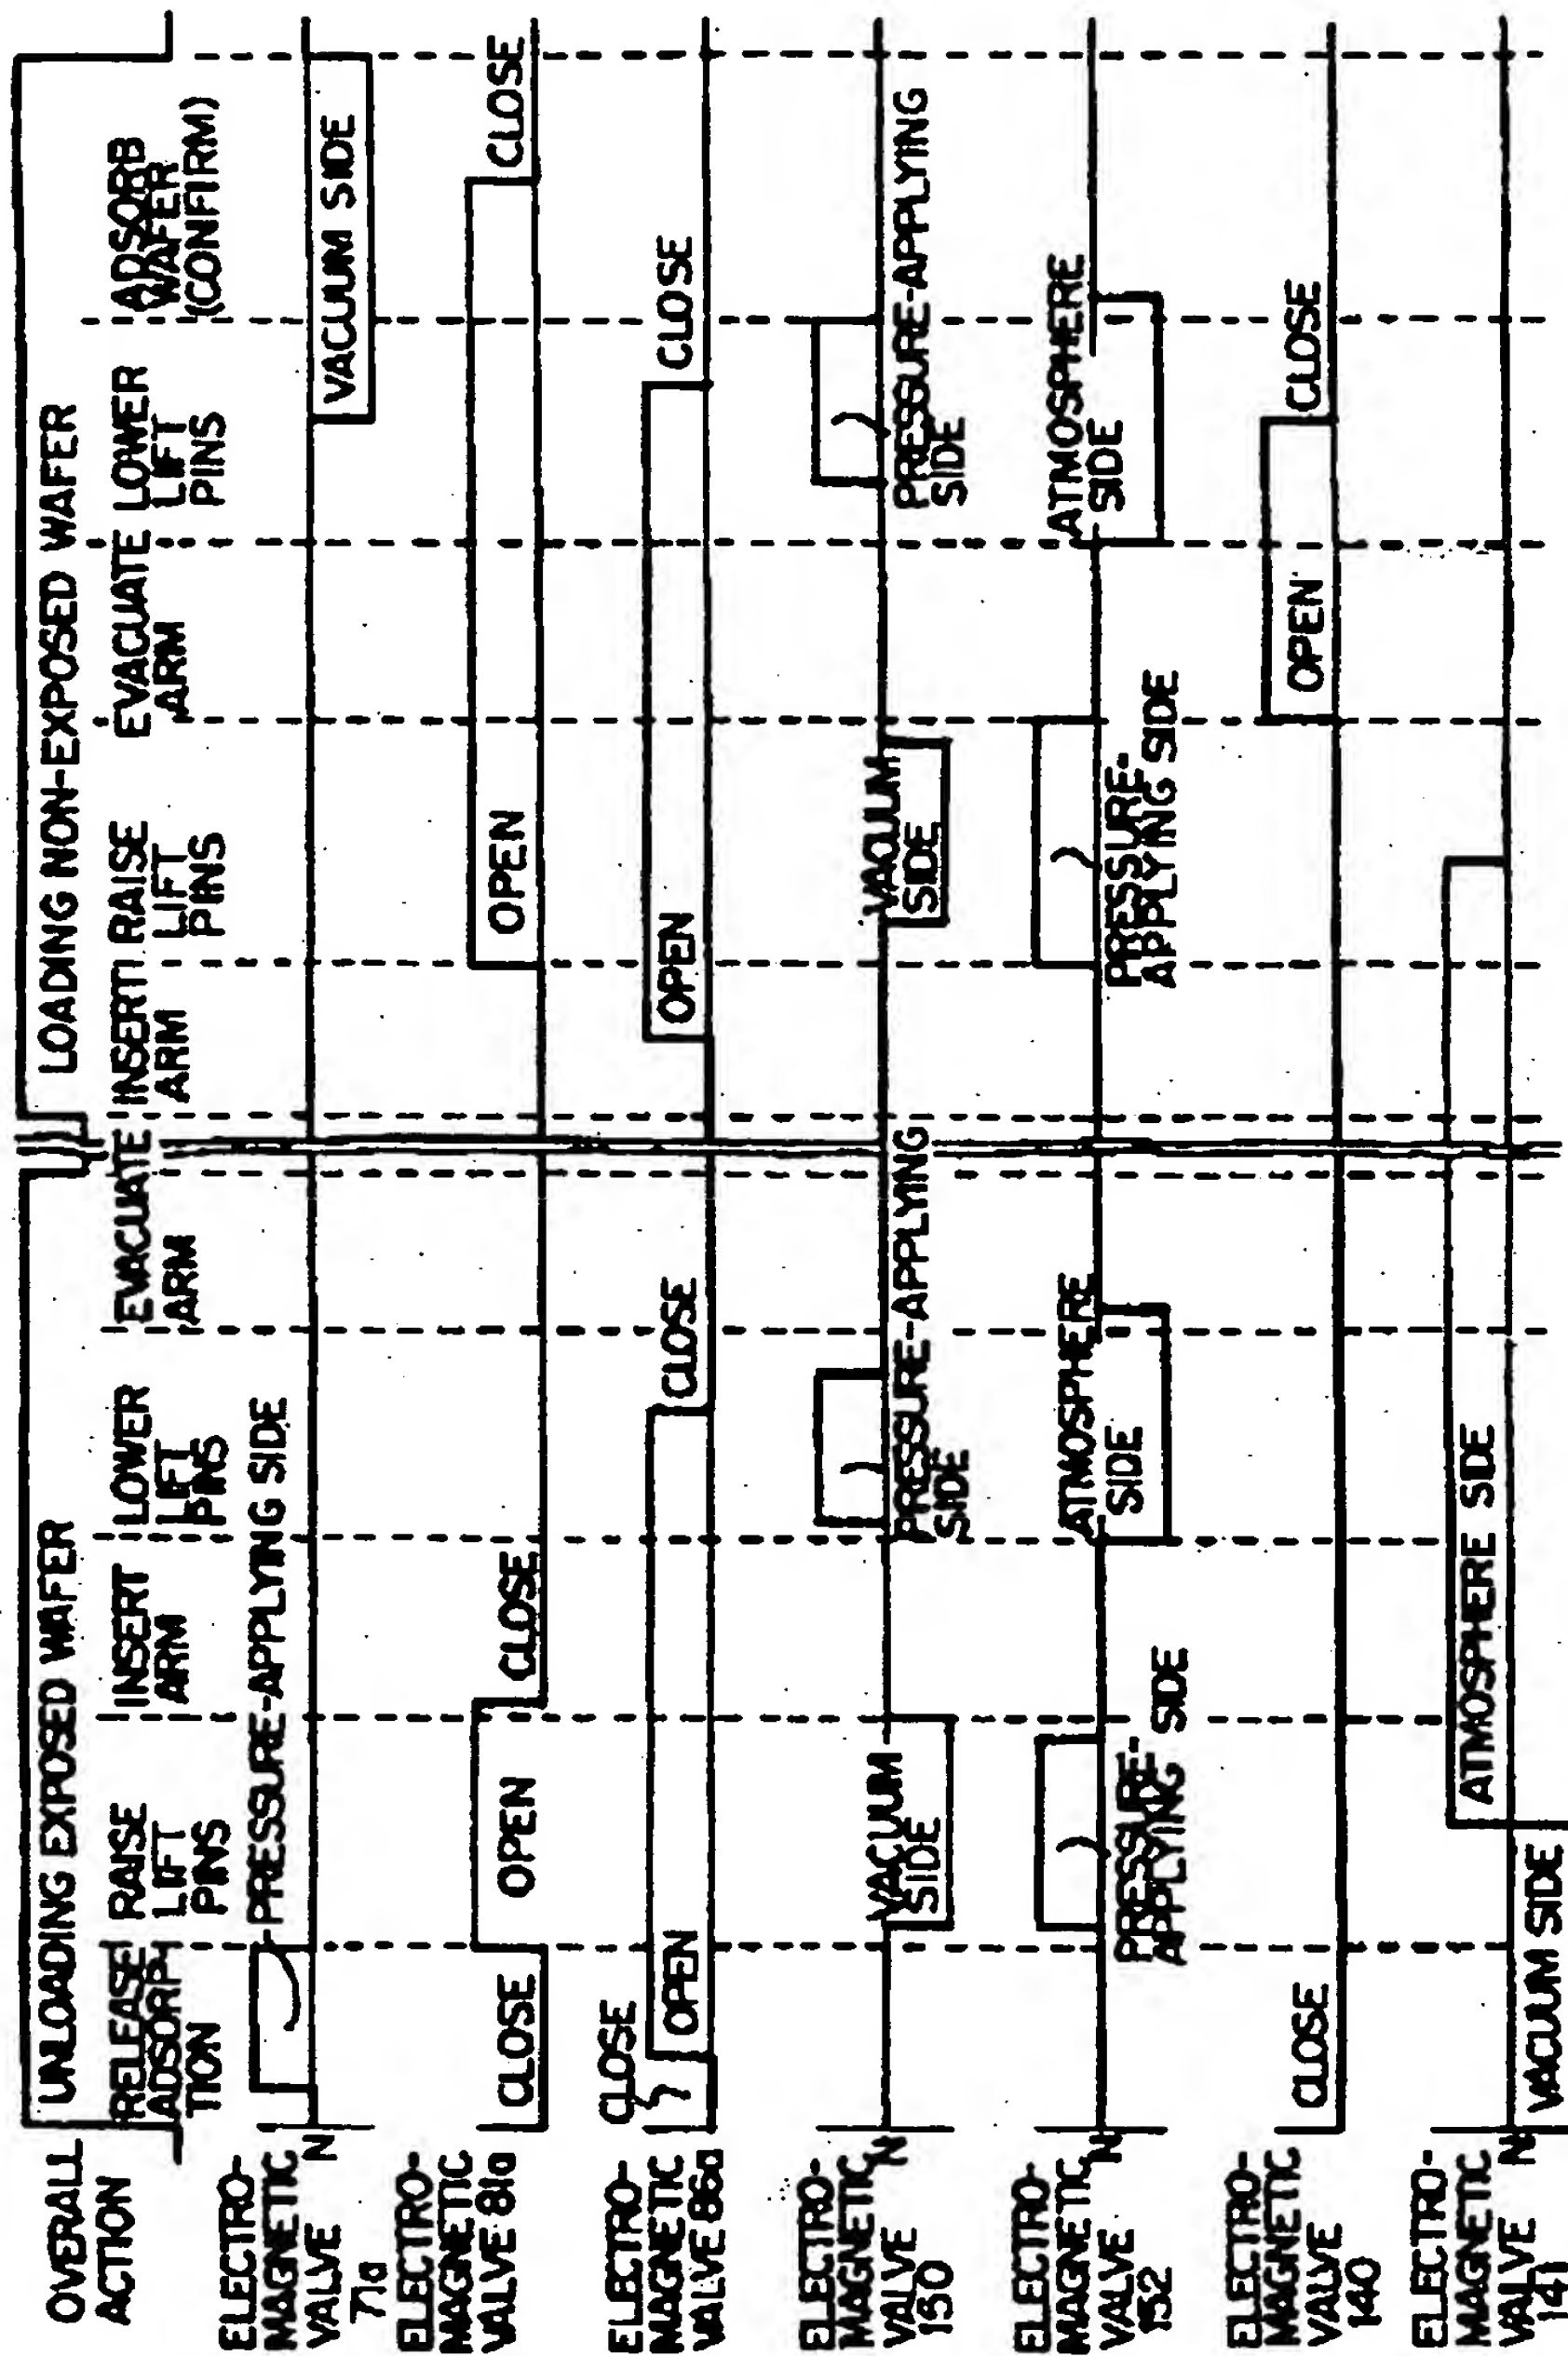 OVERALL
ACTION
UNLOADING EXPOSED WAFER
RELEASE
ADSORP
TION
RAISE
LIFT
PINS
INSERT
ARM
LOWER
LIFT
PINS
EVACUATE
ARM
LOADING NON-EXPOSED WAFER
INSERT
ARM
RAISE
LIFT
PINS
EVACUATE
ARM
LOWER
LIFT
PINS
ADSORB
WAFER
(CONFIRM)
ELECTRO-
MAGNETIC
VALVE
71a
N
PRESSURE-APPLYING SIDE
VACUUM SIDE
ELECTRO-
MAGNETIC
VALVE 81a
CLOSE
OPEN
CLOSE
OPEN
CLOSE
ELECTRO-
MAGNETIC
VALVE 86a
CLOSE
OPEN
CLOSE
OPEN
CLOSE
ELECTRO-
MAGNETIC
VALVE
150
N
VACUUM
SIDE
PRESSURE-APPLYING
SIDE
VACUUM
SIDE
PRESSURE-APPLYING
SIDE
ELECTRO-
MAGNETIC
VALVE
152
N
PRESSURE-
APPLYING SIDE
ATMOSPHERE
SIDE
PRESSURE-
APPLYING SIDE
ATMOSPHERE
SIDE
ELECTRO-
MAGNETIC
VALVE
140
CLOSE
OPEN
CLOSE
ELECTRO-
MAGNETIC
VALVE
141
N
VACUUM SIDE
ATMOSPHERE SIDE